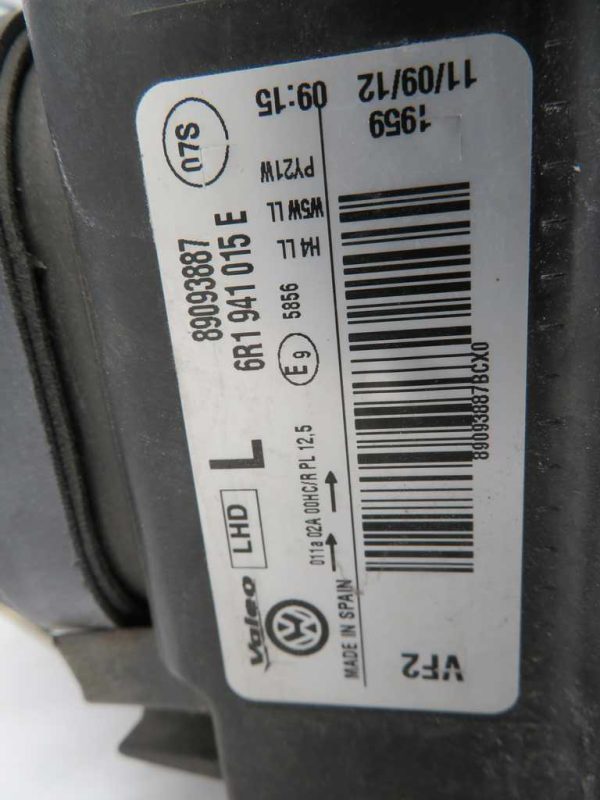 Valeo LHD L 89093887 07S
6R1 941 015 E
011a 02A 00HC/R PL 12,5 E9 5856 H4 LL W5W LL PY21W 09:15
MADE IN SPAIN
11/09/12
1959
89093887BCX0